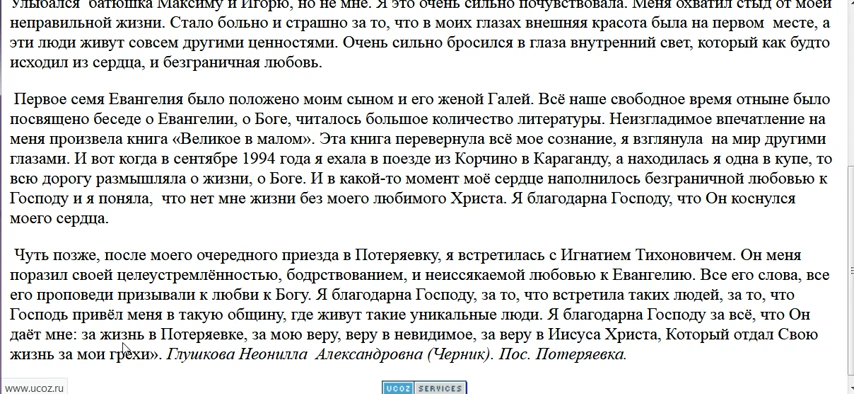 Улыбался батюшка Максиму и Игорю, но не мне. Я это очень сильно почувствовала. Меня охватил стыд от моей
неправильной жизни. Стало больно и страшно за то, что в моих глазах внешняя красота была на первом месте, а
эти люди живут совсем другими ценностями. Очень сильно бросился в глаза внутренний свет, который как будто
исходил из сердца, и безграничная любовь.
Первое семя Евангелия было положено моим сыном и его женой Галей. Всё наше свободное время отныне было
посвящено беседе о Евангелии, о Боге, читалось большое количество литературы. Неизгладимое впечатление на
меня произвела книга «Великое в малом». Эта книга перевернула всё мое сознание, я взглянула на мир другими
глазами. И вот когда в сентябре 1994 года я ехала в поезде из Корчино в Караганду, а находилась я одна в купе, то
всю дорогу размышляла о жизни, о Боге. И в какой-то момент моё сердце наполнилось безграничной любовью к
Господу и я поняла, что нет мне жизни без моего любимого Христа. Я благодарна Господу, что Он коснулся
моего сердца.
Чуть позже, после моего очередного приезда в Потеряевку, я встретилась с Игнатием Тихоновичем. Он меня
поразил своей целеустремлённостью, бодрствованием, и неиссякаемой любовью к Евангелию. Все его слова, все
его проповеди призывали к любви к Богу. Я благодарна Господу, за то, что встретила таких людей, за то, что
Господь привёл меня в такую общину, где живут такие уникальные люди. Я благодарна Господу за всё, что Он
даёт мне: за жизнь в Потеряевке, за мою веру, веру в невидимое, за веру в Иисуса Христа, Который отдал Свою
жизнь за мои грехи». Глушкова Неонилла Александровна (Черник). Пос. Потеряевка.
www.ucoz.ru
UCOZ SERVICES